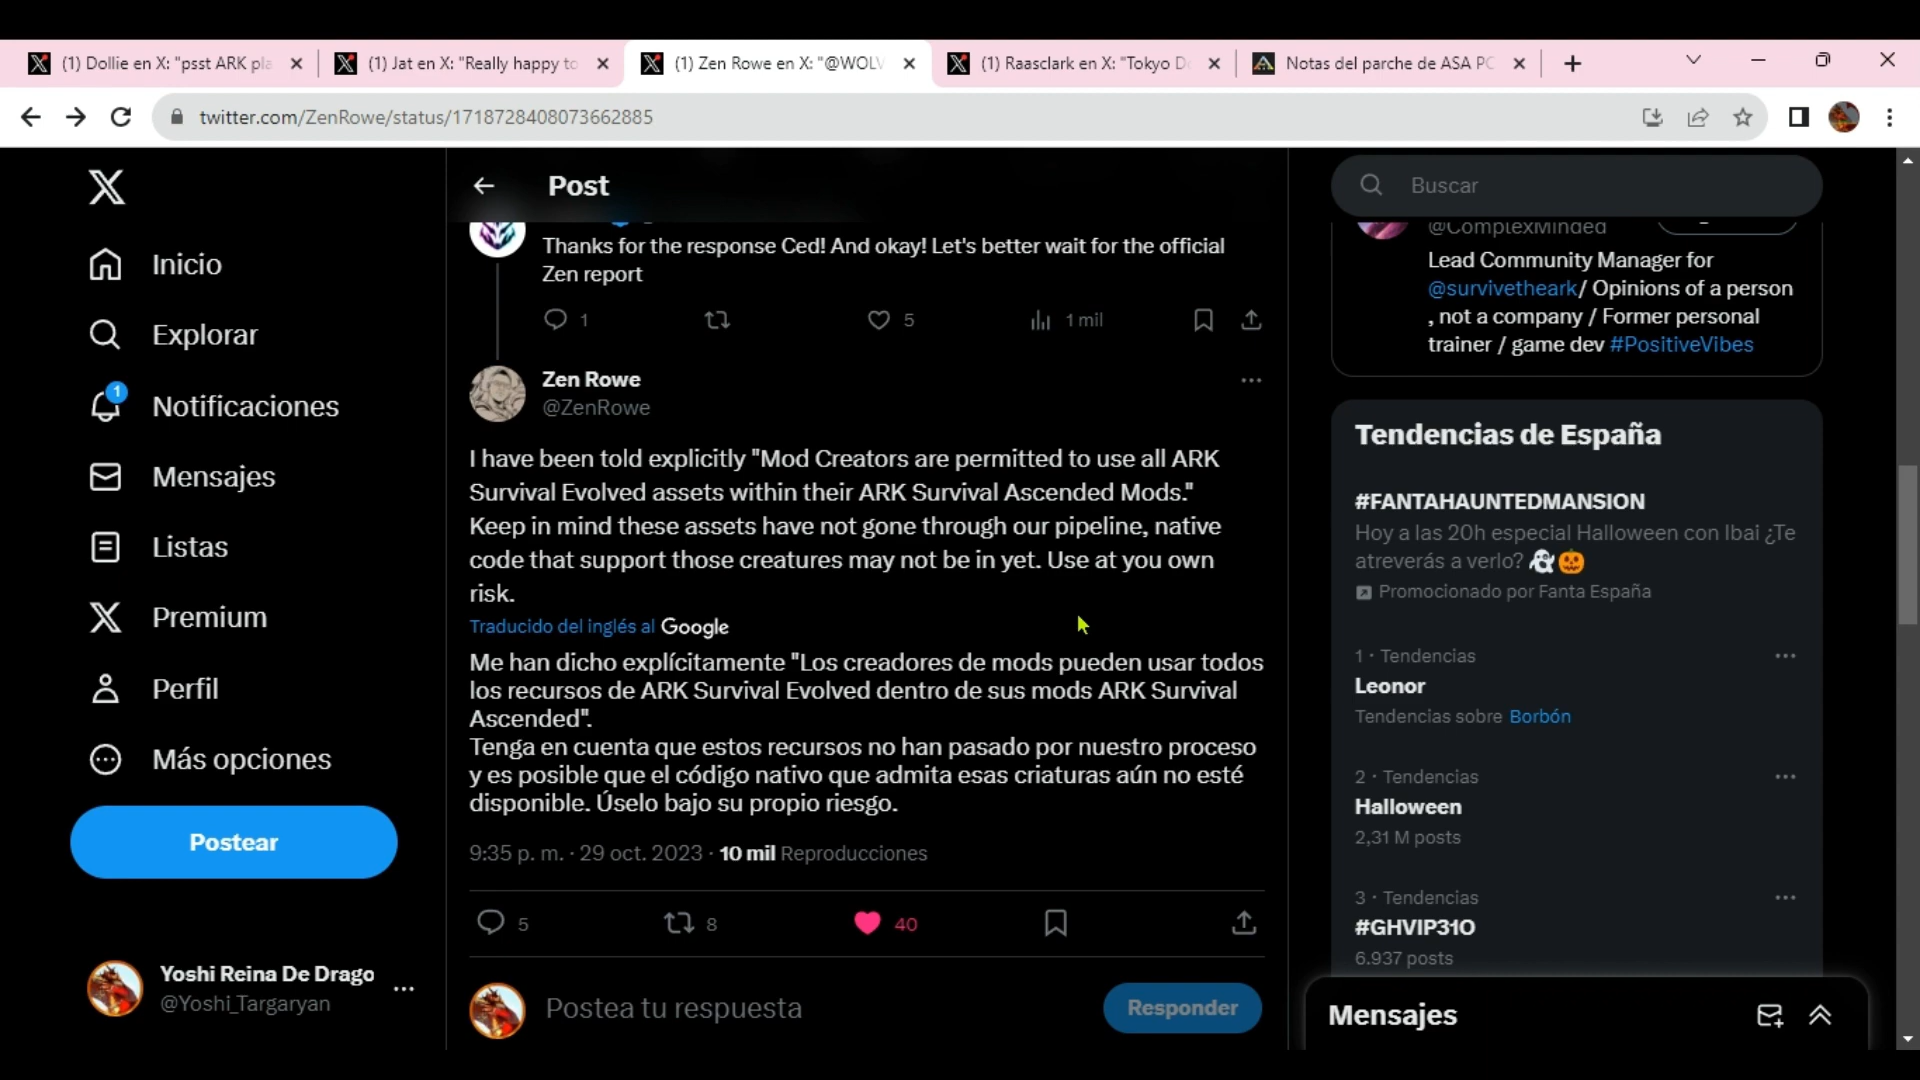 (1) Dollie en X: "psst ARK pla
(1) Jat en X: "Really happy to
(1) Zen Rowe en X: "@WOLV
(1) Raasclark en X: "Tokyo D
Notas del parche de ASA PC
twitter.com/ZenRowe/status/1718728408073662885
Inicio
Explorar
1
Notificaciones
Mensajes
Listas
Premium
Perfil
Más opciones
Postear
Yoshi Reina De Drago
@Yoshi_Targaryan
Post
Thanks for the response Ced! And okay! Let's better wait for the official
Zen report
1
5
1 mil
Zen Rowe
@ZenRowe
I have been told explicitly "Mod Creators are permitted to use all ARK
Survival Evolved assets within their ARK Survival Ascended Mods."
Keep in mind these assets have not gone through our pipeline, native
code that support those creatures may not be in yet. Use at you own
risk.
Traducido del inglés al Google
Me han dicho explícitamente "Los creadores de mods pueden usar todos
los recursos de ARK Survival Evolved dentro de sus mods ARK Survival
Ascended".
Tenga en cuenta que estos recursos no han pasado por nuestro proceso
y es posible que el código nativo que admita esas criaturas aún no esté
disponible. Úselo bajo su propio riesgo.
9:35 p. m. · 29 oct. 2023 · 10 mil Reproducciones
5
8
40
Postea tu respuesta
Responder
Buscar
@ComplexMinded
Lead Community Manager for
@survivetheark/ Opinions of a person
, not a company / Former personal
trainer / game dev #PositiveVibes
Tendencias de España
#FANTAHAUNTEDMANSION
Hoy a las 20h especial Halloween con Ibai ¿Te
atreverás a verlo?
Promocionado por Fanta España
1 · Tendencias
Leonor
Tendencias sobre Borbón
2 · Tendencias
Halloween
2,31 M posts
3 · Tendencias
#GHVIP31O
6.937 posts
Mensajes